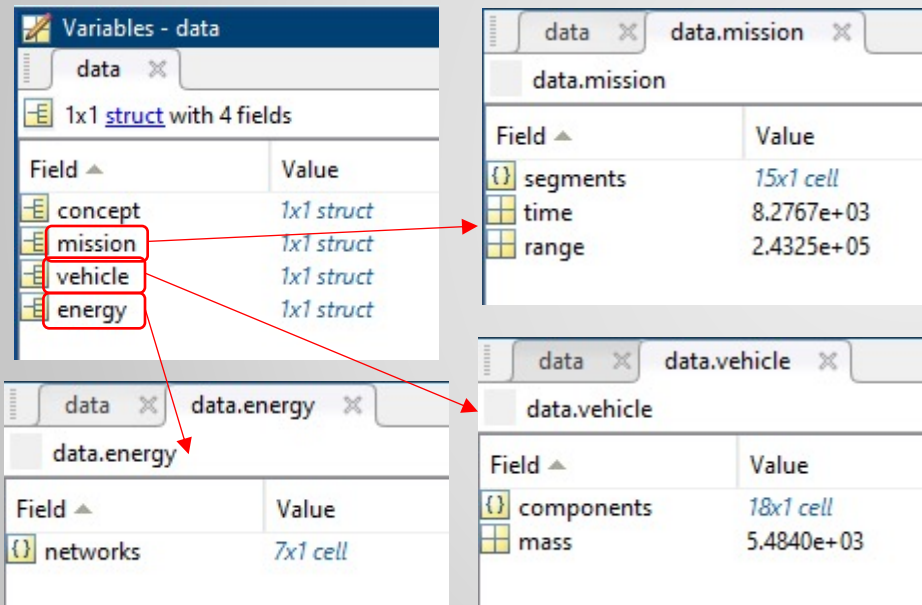 Variables - data
data
1x1 struct with 4 fields
Field Value
concept 1x1 struct
mission 1x1 struct
vehicle 1x1 struct
energy 1x1 struct
data data.mission
data.mission
Field Value
segments 15x1 cell
time 8.2767e+03
range 2.4325e+05
data data.energy
data.energy
Field Value
networks 7x1 cell
data data.vehicle
data.vehicle
Field Value
components 18x1 cell
mass 5.4840e+03